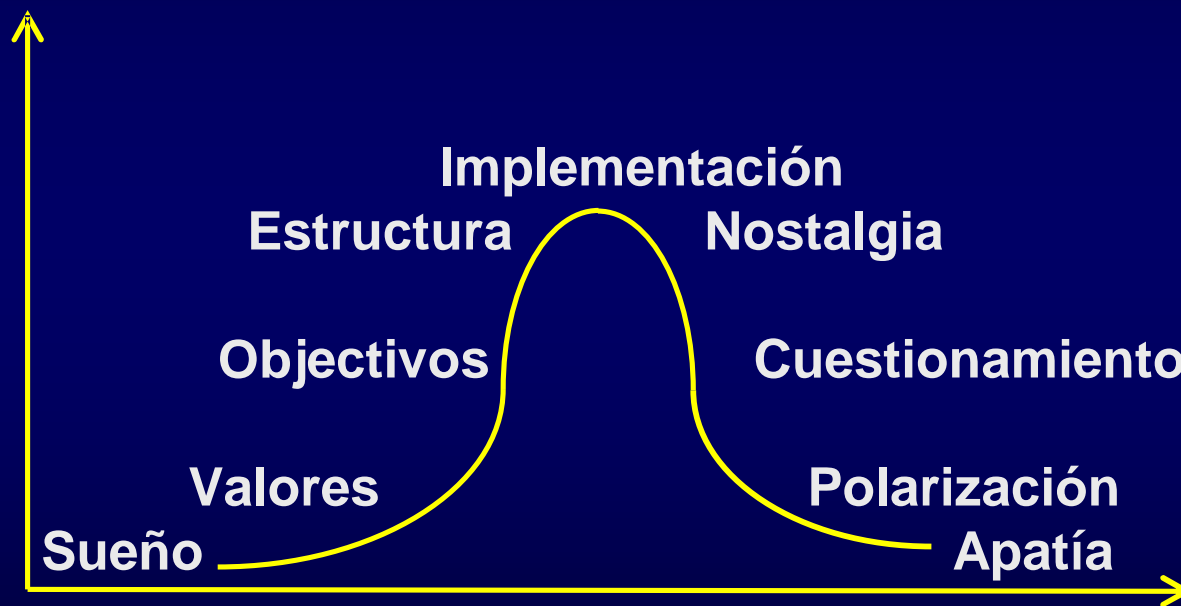 Implementación
Estructura
Nostalgia
Objectivos
Cuestionamiento
Valores
Polarización
Sueño
Apatía